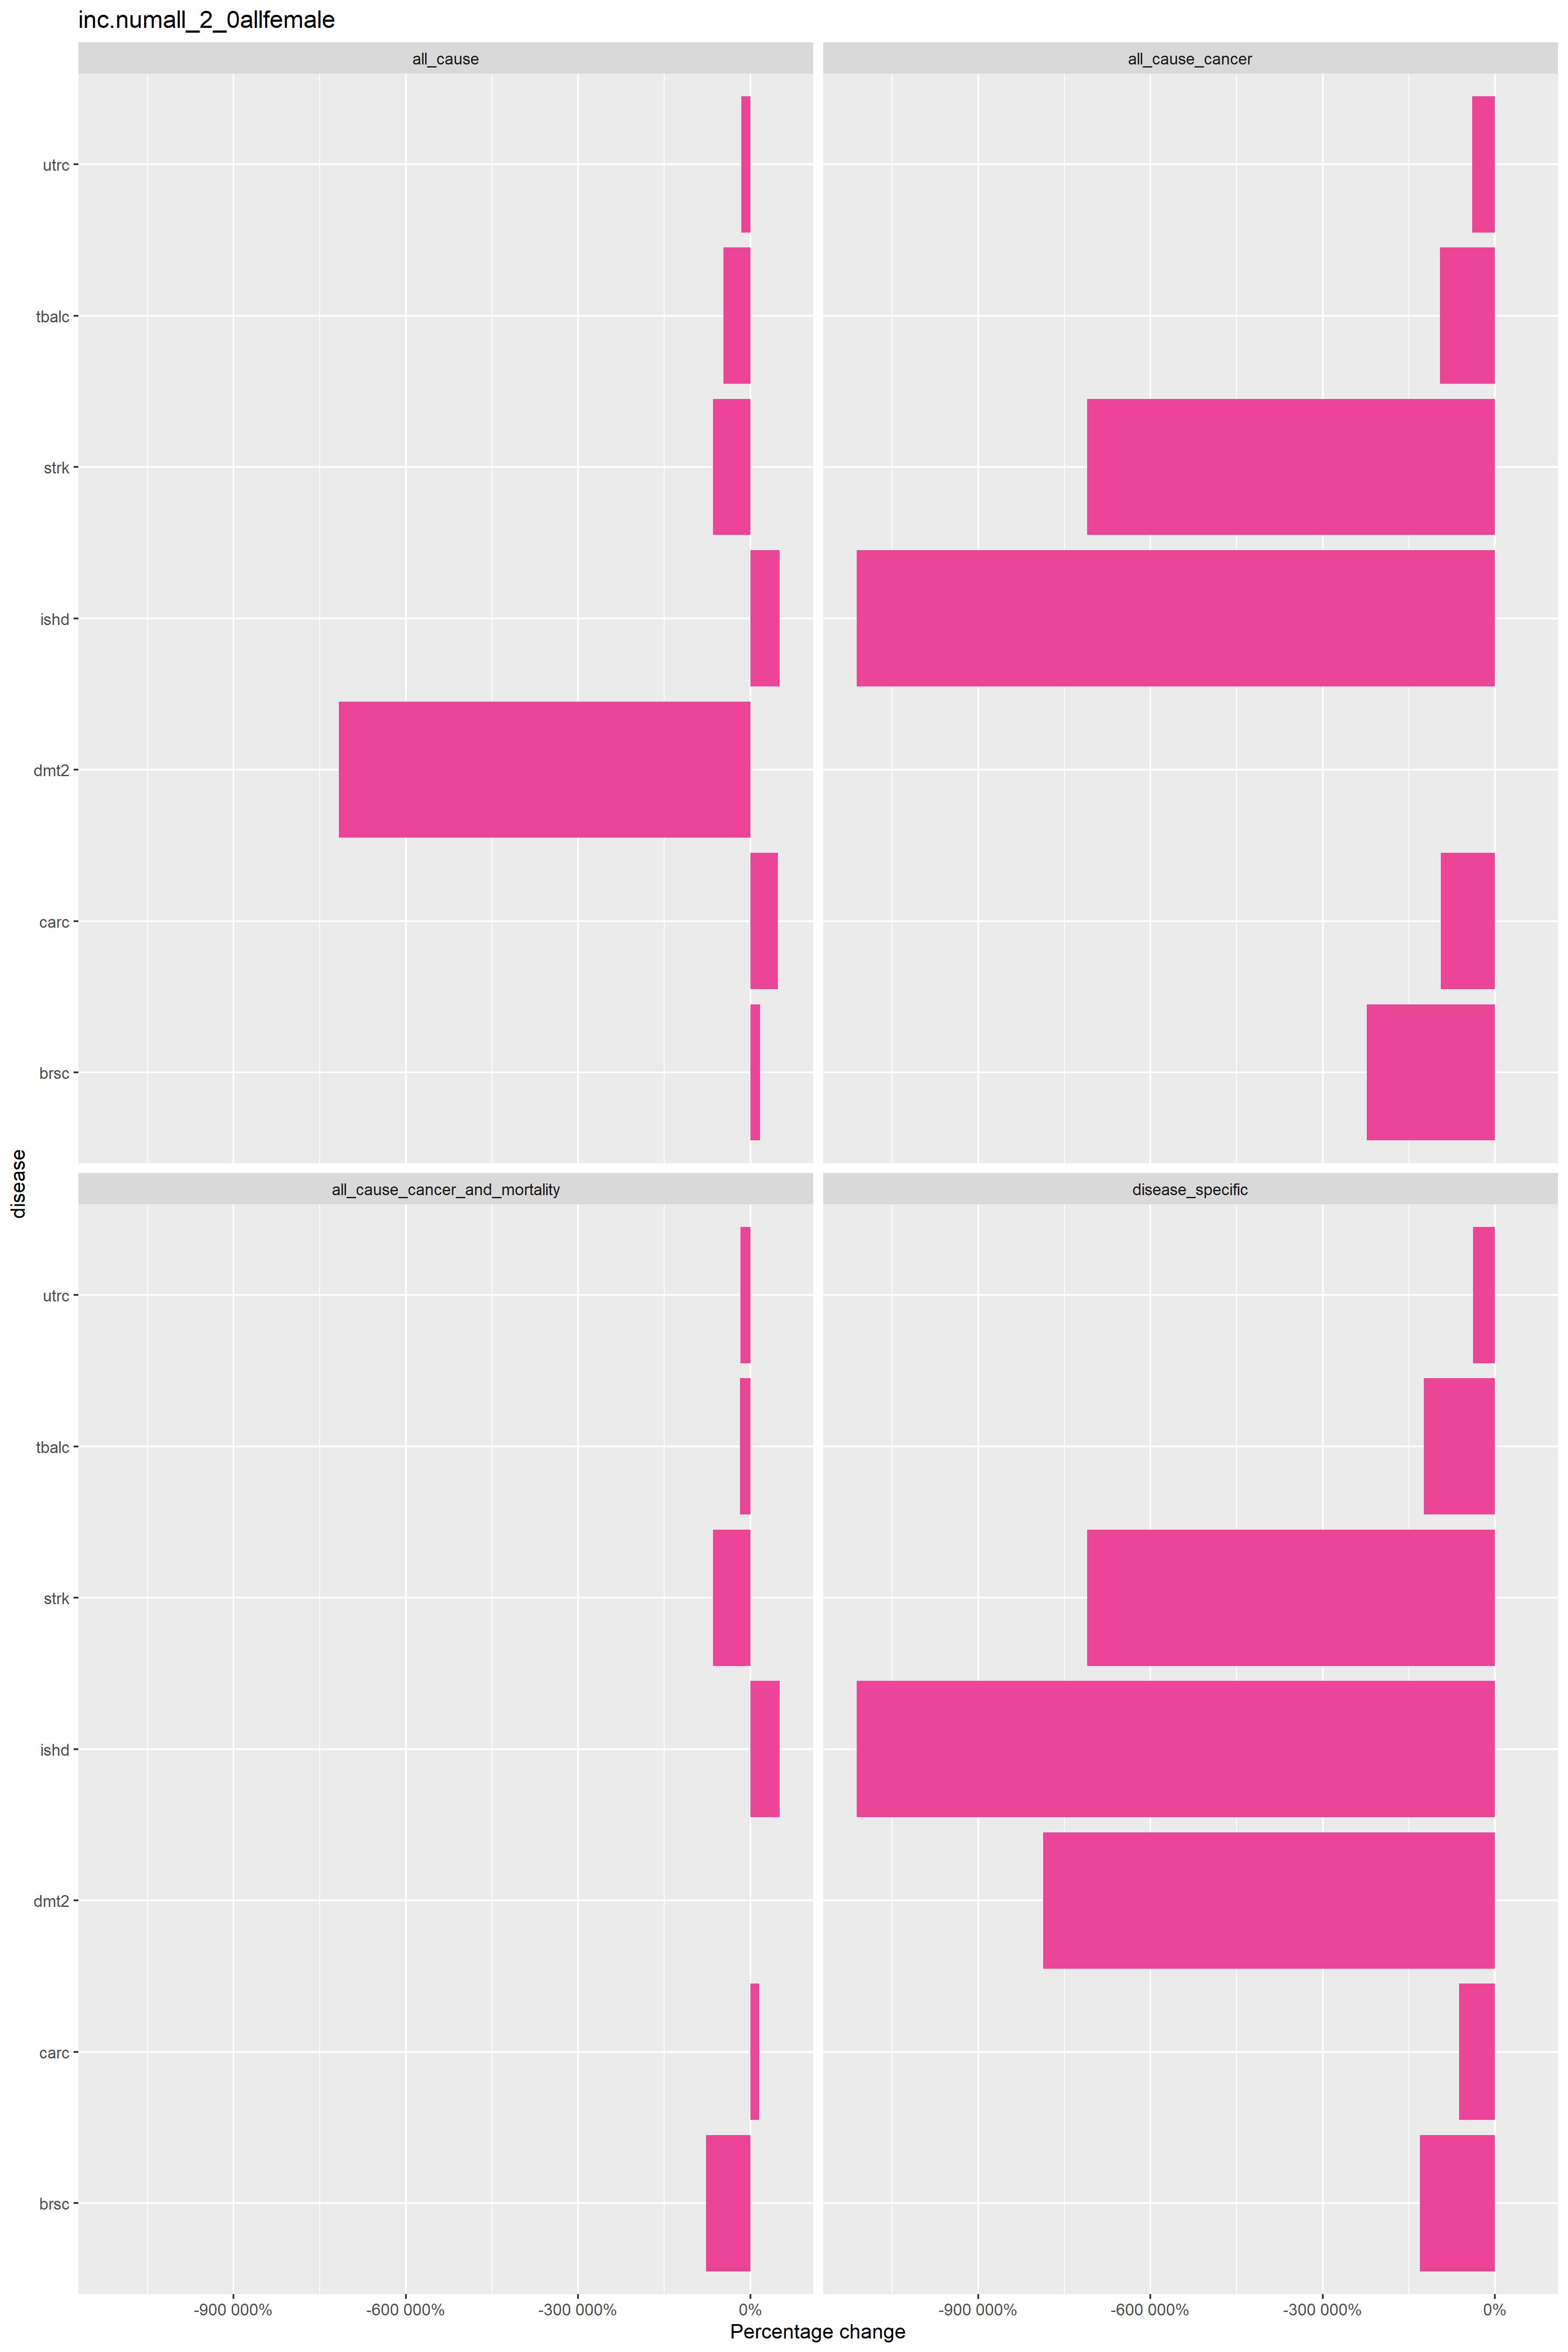 inc.numall_2_0allfemale
all_cause
all_cause_cancer
utrc
tbalc
strk
ishd
dmt2
carc
brsc
disease
all_cause_cancer_and_mortality
disease_specific
utrc
tbalc
strk
ishd
dmt2
carc
brsc
-900 000%
-600 000%
-300 000%
0%
-900 000%
-600 000%
-300 000%
0%
Percentage change